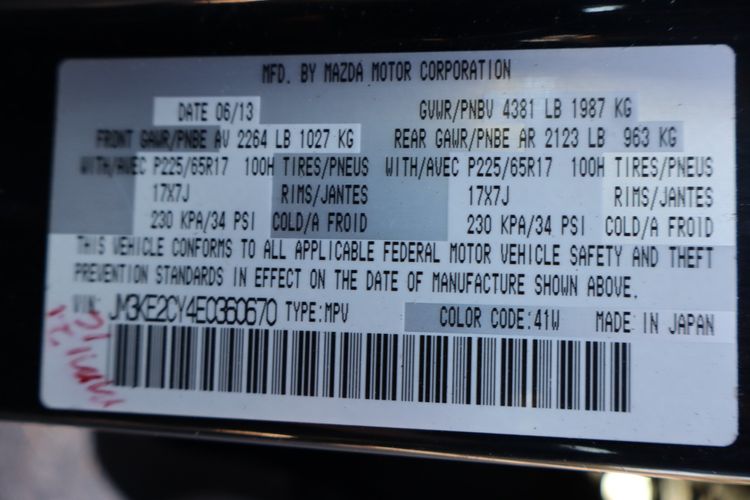 MFD. BY MAZDA MOTOR CORPORATION
DATE 06/13 GVWR/PNBV 4381 LB 1987 KG
FRONT GAWR/PNBE AV 2264 LB 1027 KG REAR GAWR/PNBE AR 2123 LB 963 KG
WITH/AVEC P225/65R17 100H TIRES/PNEUS WITH/AVEC P225/65R17 100H TIRES/PNEUS
17X7J RIMS/JANTES 17X7J RIMS/JANTES
230 KPA/34 PSI COLD/A FROID 230 KPA/34 PSI COLD/A FROID
THIS VEHICLE CONFORMS TO ALL APPLICABLE FEDERAL MOTOR VEHICLE SAFETY AND THEFT
PREVENTION STANDARDS IN EFFECT ON THE DATE OF MANUFACTURE SHOWN ABOVE.
VIN: JM3KE2CY4E0360670 TYPE:MPV COLOR CODE:41W MADE IN JAPAN